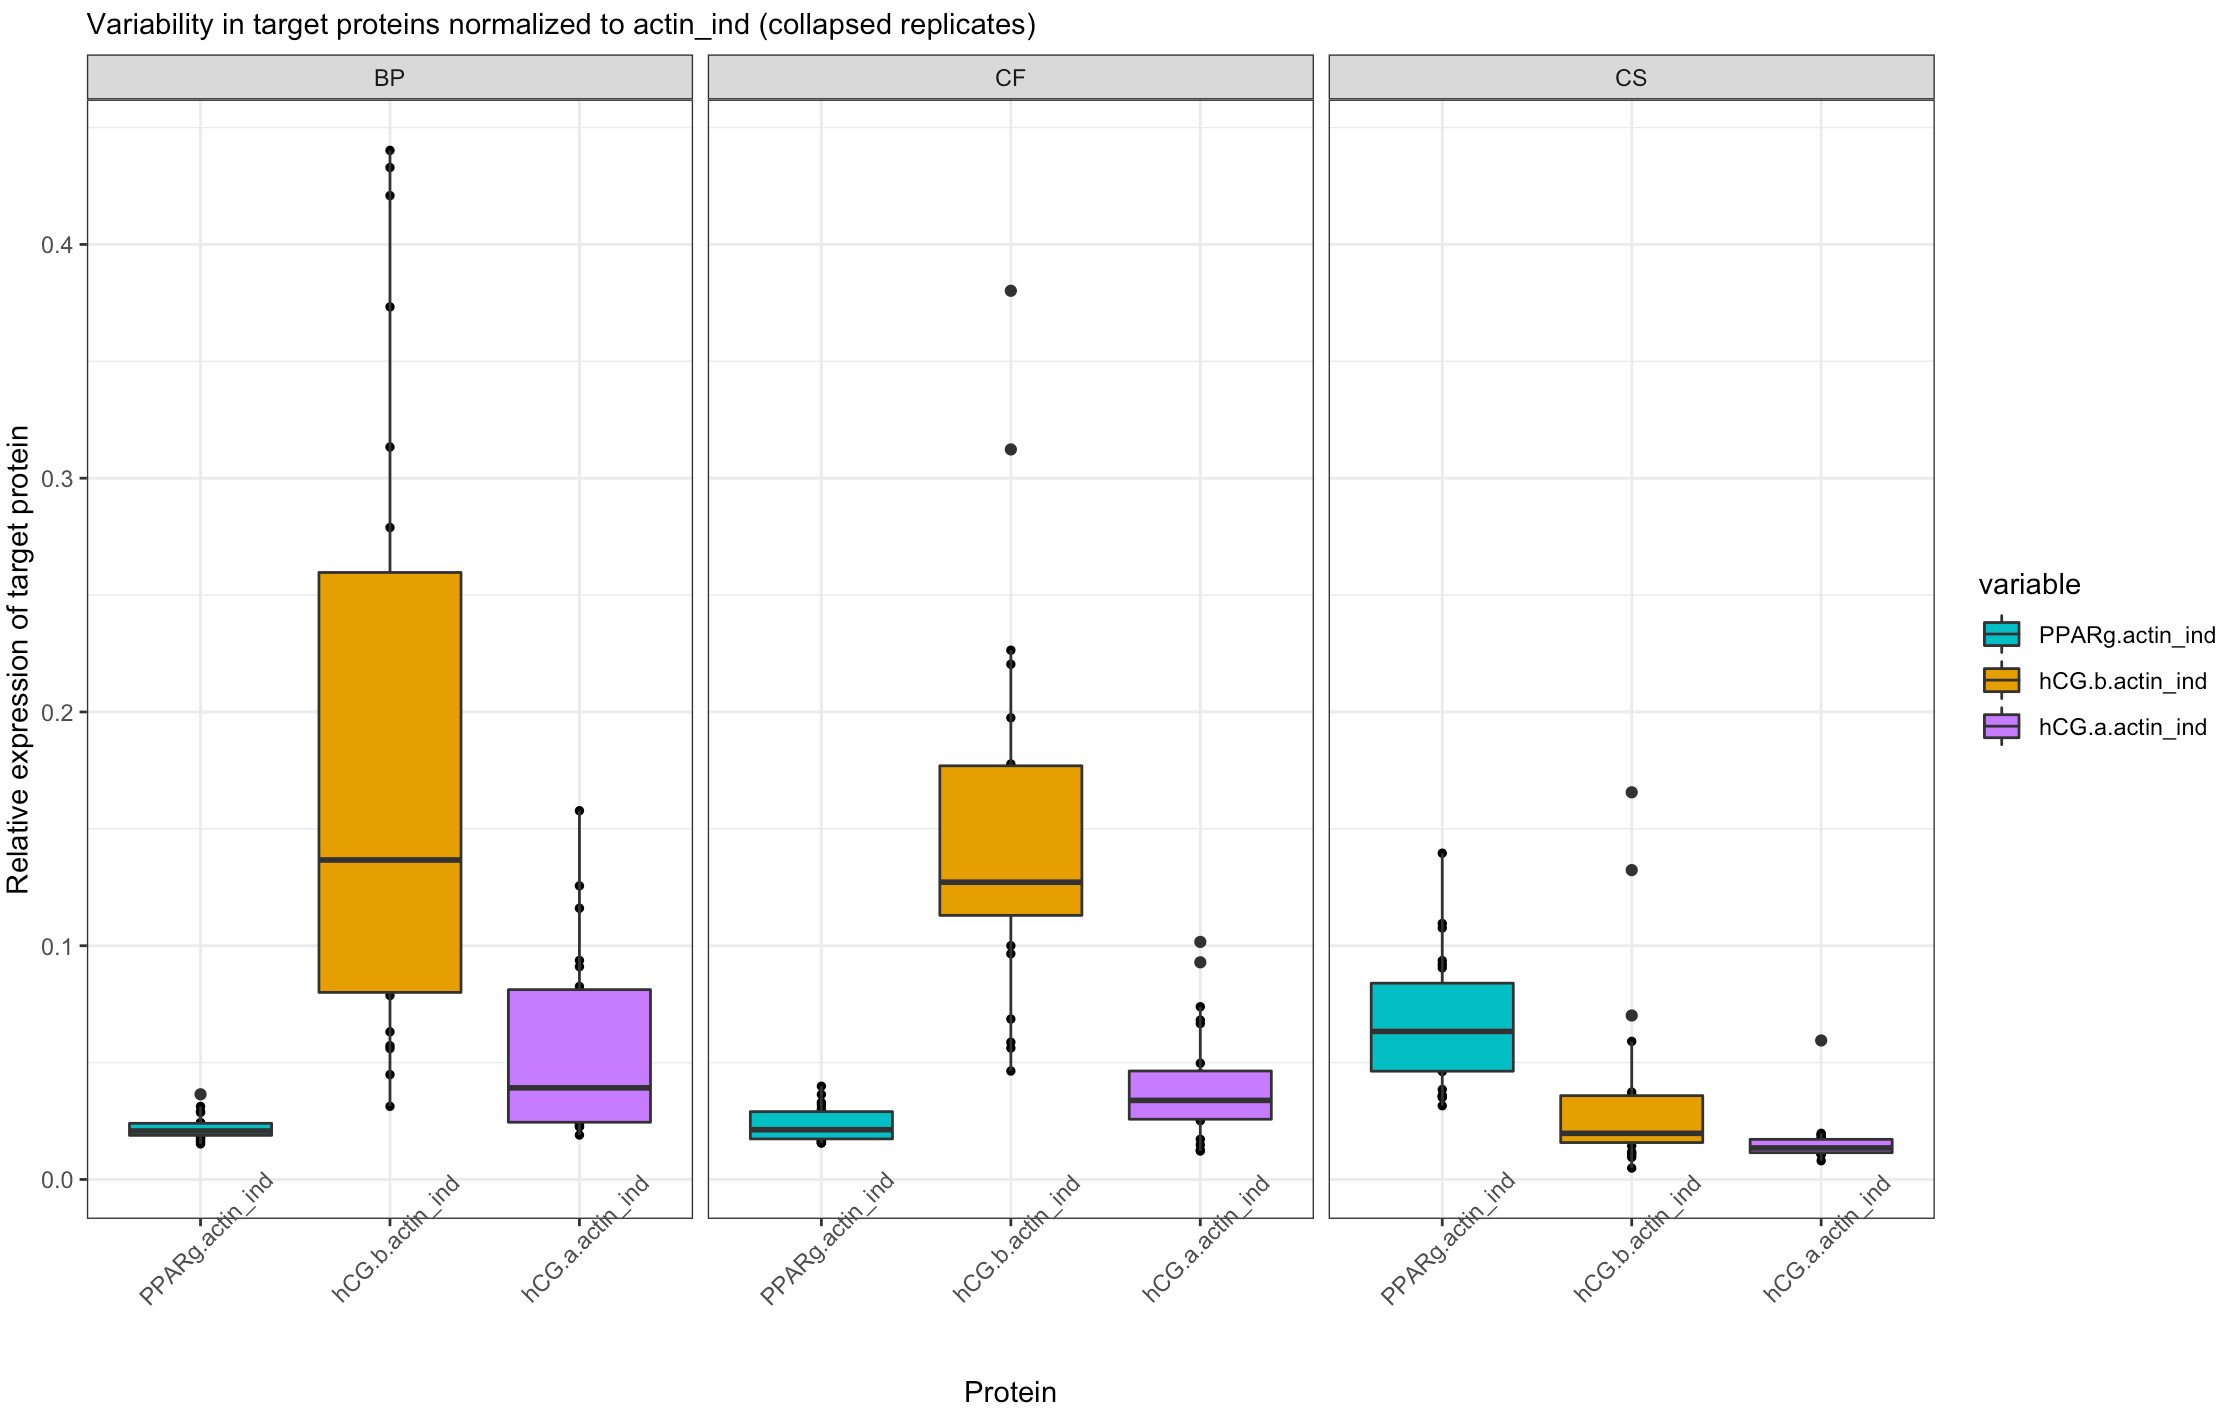 Variability in target proteins normalized to actin_ind (collapsed replicates)
BP
CF
CS
Relative expression of target protein
0.4
0.3
0.2
0.1
0.0
PPARg.actin_ind
hCG.b.actin_ind
hCG.a.actin_ind
PPARg.actin_ind
hCG.b.actin_ind
hCG.a.actin_ind
PPARg.actin_ind
hCG.b.actin_ind
hCG.a.actin_ind
Protein
variable
PPARg.actin_ind
hCG.b.actin_ind
hCG.a.actin_ind